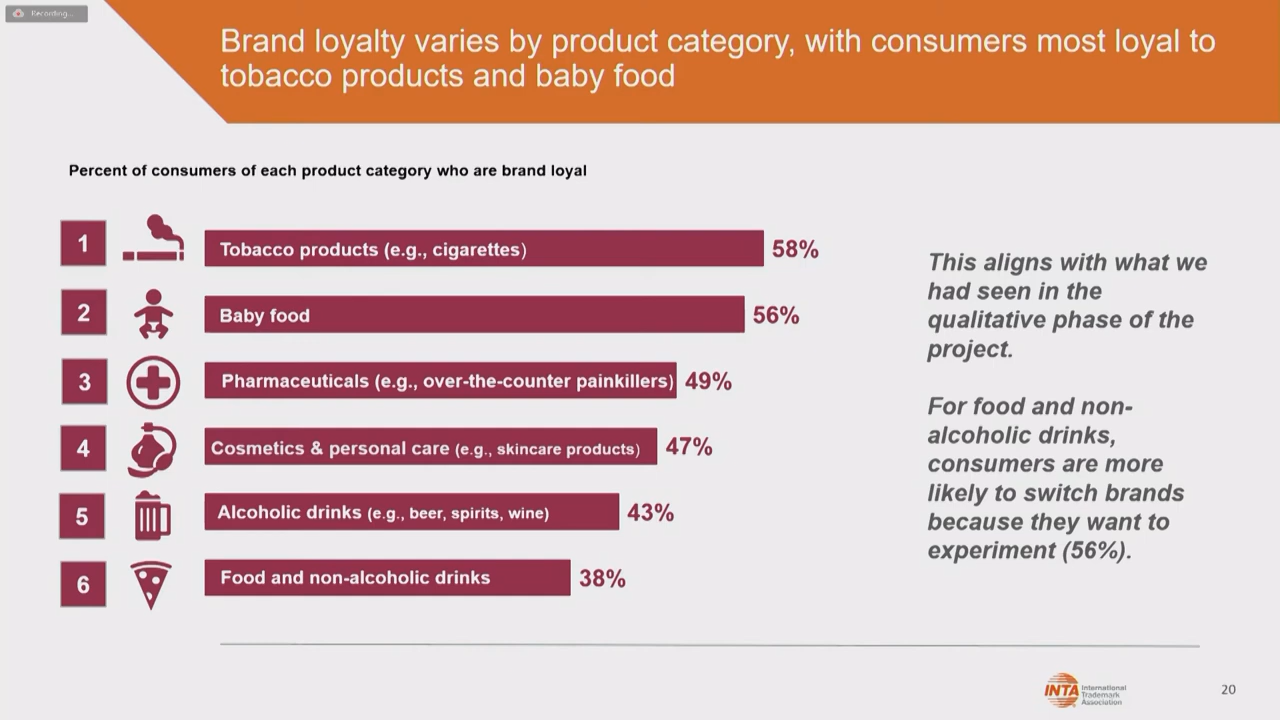 Recording...
Brand loyalty varies by product category, with consumers most loyal to
tobacco products and baby food
Percent of consumers of each product category who are brand loyal
1
Tobacco products (e.g., cigarettes)
58%
2
Baby food
56%
3
Pharmaceuticals (e.g., over-the-counter painkillers)
49%
4
Cosmetics & personal care (e.g., skincare products)
47%
5
Alcoholic drinks (e.g., beer, spirits, wine)
43%
6
Food and non-alcoholic drinks
38%
This aligns with what we
had seen in the
qualitative phase of the
project.
For food and non-
alcoholic drinks,
consumers are more
likely to switch brands
because they want to
experiment (56%).
INTA
International
Trademark
Association
20